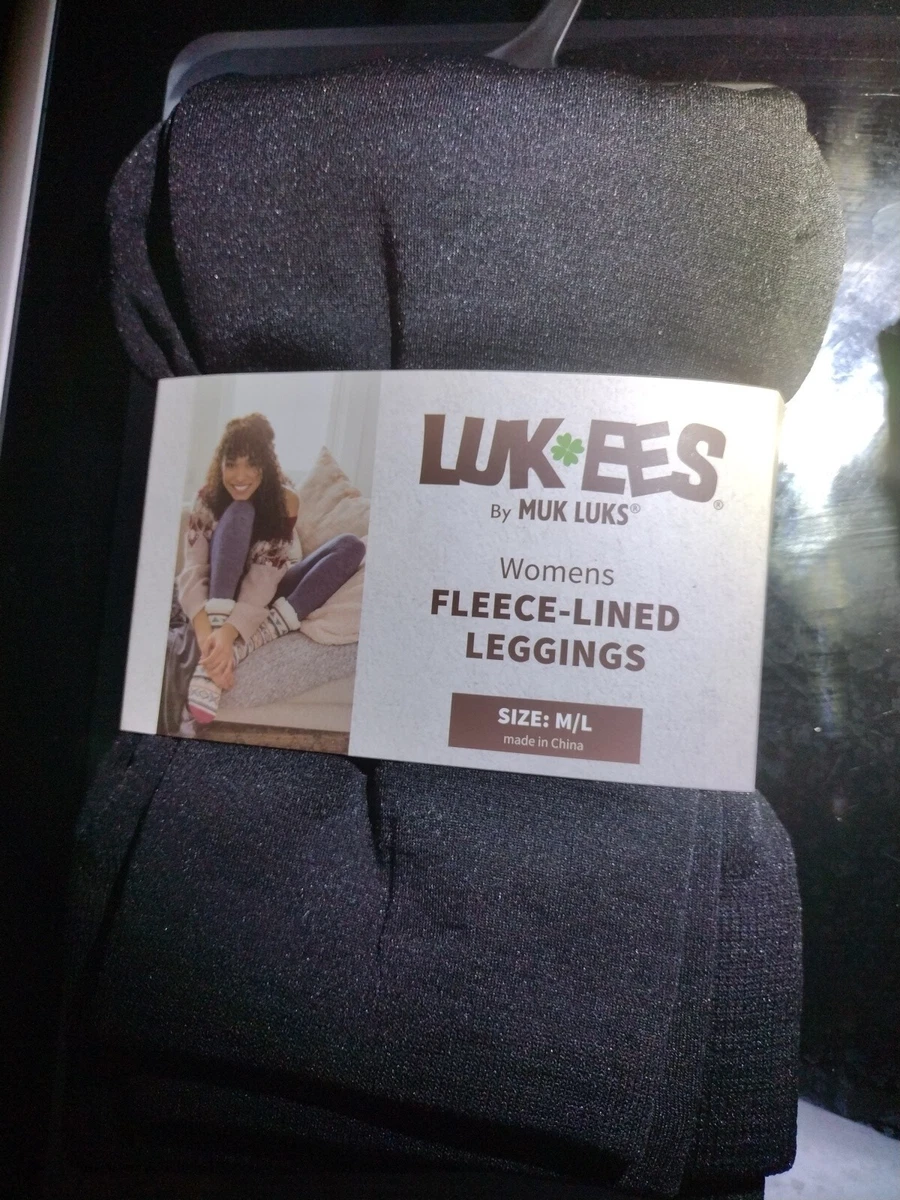 LUK EES®
By MUK LUKS®
Womens
FLEECE-LINED
LEGGINGS
SIZE: M/L
made in China